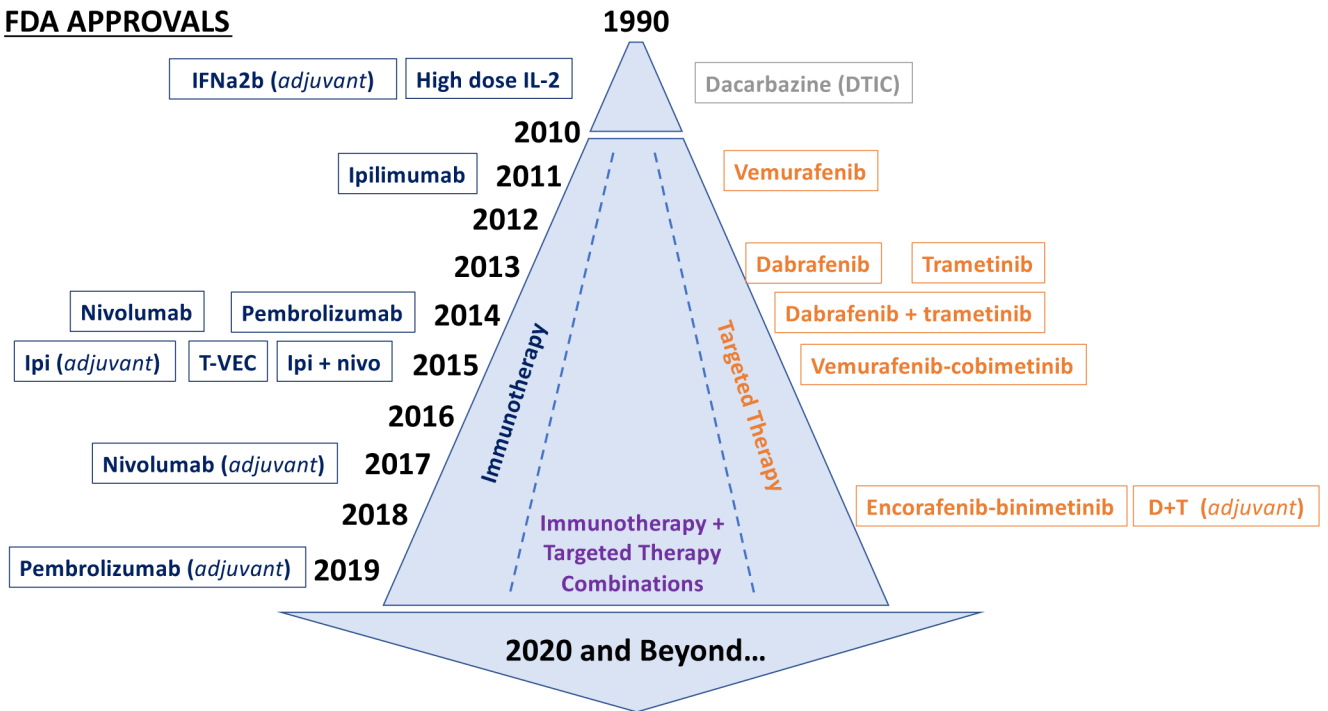 FDA APPROVALS
1990
IFNa2b (adjuvant)
High dose IL-2
Dacarbazine (DTIC)
2010
Ipilimumab
2011
Vemurafenib
2012
2013
Dabrafenib
Trametinib
Nivolumab
Pembrolizumab
2014
Dabrafenib + trametinib
Ipi (adjuvant)
T-VEC
Ipi + nivo
2015
Vemurafenib-cobimetinib
Immunotherapy
Targeted Therapy
2016
Nivolumab (adjuvant)
2017
2018
Encorafenib-binimetinib
D+T (adjuvant)
Immunotherapy +
Targeted Therapy
Combinations
Pembrolizumab (adjuvant)
2019
2020 and Beyond...